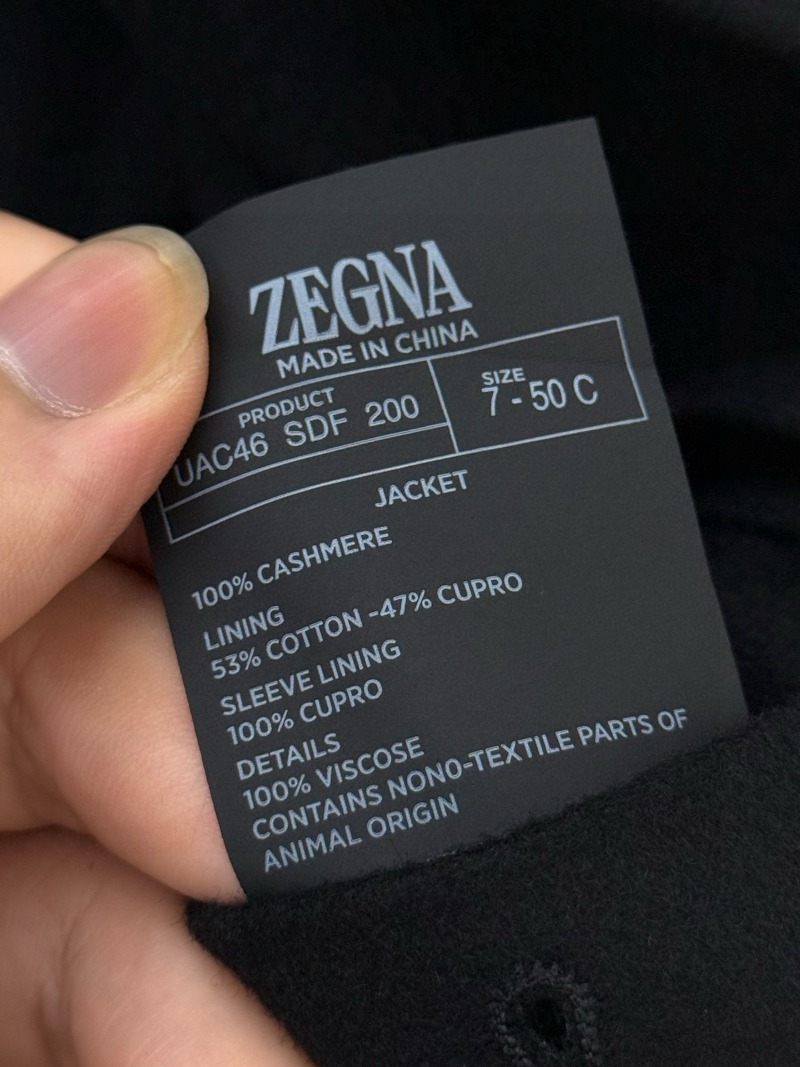 ZEGNA
MADE IN CHINA
PRODUCT
UAC46 SDF 200
SIZE
7 - 50 C
JACKET
100% CASHMERE
LINING
53% COTTON -47% CUPRO
SLEEVE LINING
100% CUPRO
DETAILS
100% VISCOSE
CONTAINS NON0-TEXTILE PARTS OF
ANIMAL ORIGIN